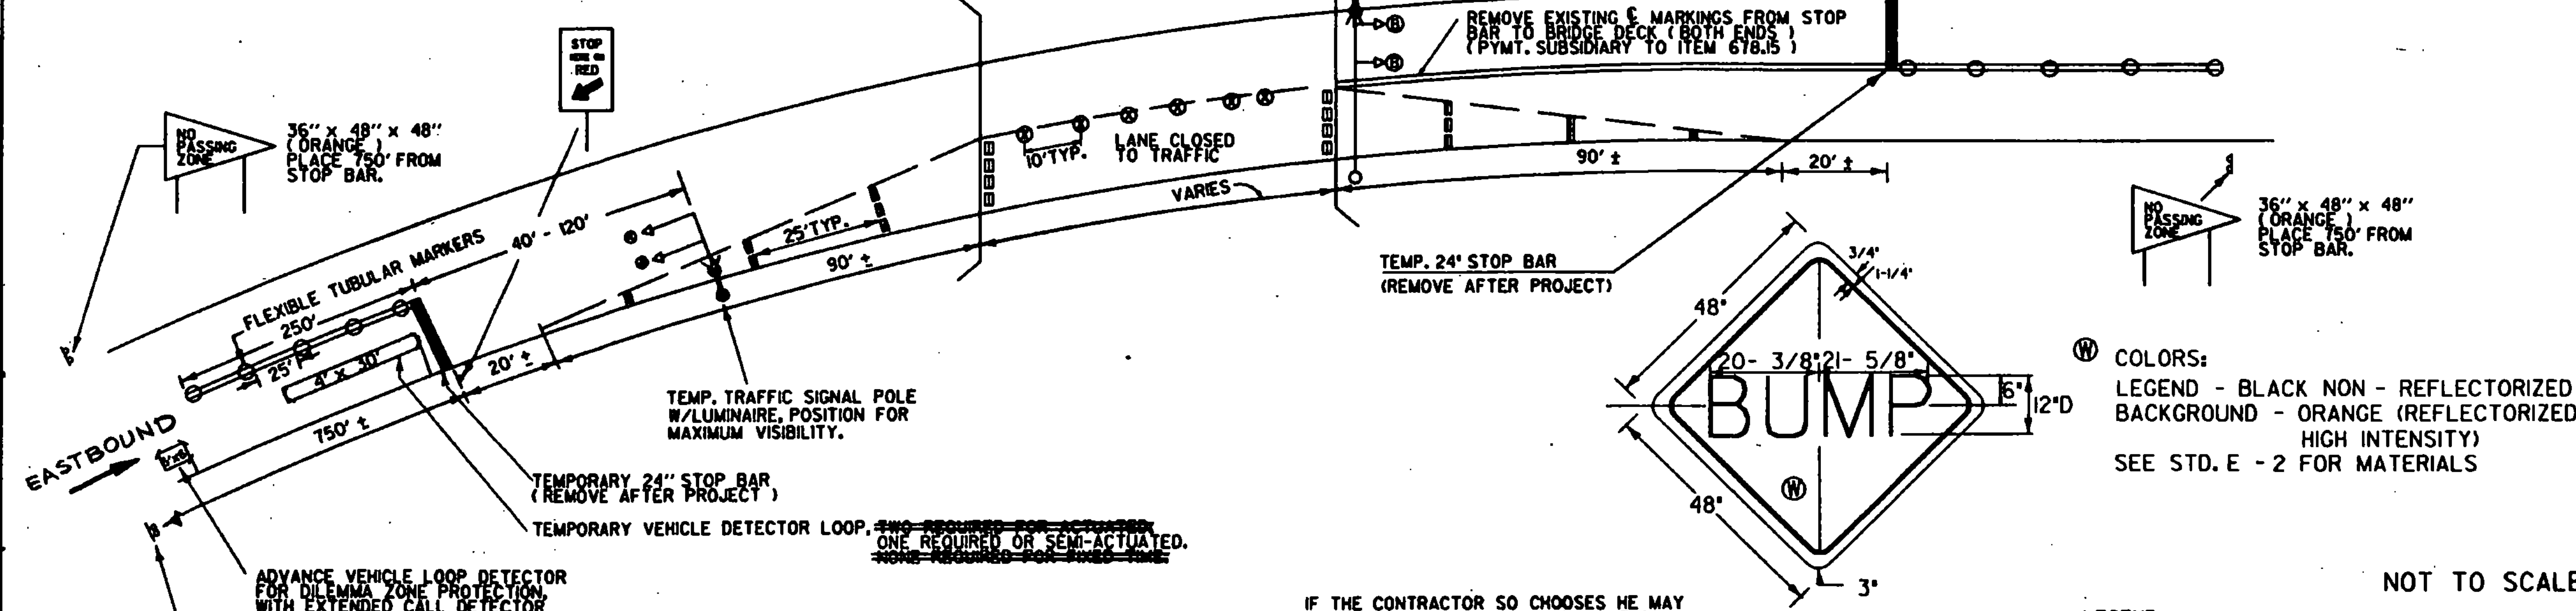 REMOVE EXISTING ℄ MARKINGS FROM STOP
BAR TO BRIDGE DECK (BOTH ENDS)
(PYMT. SUBSIDIARY TO ITEM 678.15)
B
B
STOP
HERE ON
RED
NO
PASSING
ZONE
36" x 48" x 48"
(ORANGE)
PLACE 750' FROM
STOP BAR.
10' TYP.
LANE CLOSED
TO TRAFFIC
90' ±
20' ±
VARIES
NO
PASSING
ZONE
36" x 48" x 48"
(ORANGE)
PLACE 750' FROM
STOP BAR.
FLEXIBLE TUBULAR MARKERS
40' - 120'
250'
25'
4' x 30'
25' TYP.
90' ±
20' ±
750' ±
EASTBOUND
TEMP. TRAFFIC SIGNAL POLE
W/LUMINAIRE, POSITION FOR
MAXIMUM VISIBILITY.
TEMP. 24" STOP BAR
(REMOVE AFTER PROJECT)
TEMPORARY 24" STOP BAR
(REMOVE AFTER PROJECT)
TEMPORARY VEHICLE DETECTOR LOOP. TWO REQUIRED FOR ACTUATED.
ONE REQUIRED OR SEMI-ACTUATED.
NONE REQUIRED FOR FIXED TIME.
ADVANCE VEHICLE LOOP DETECTOR
FOR DILEMMA ZONE PROTECTION,
WITH EXTENDED CALL DETECTOR
IF THE CONTRACTOR SO CHOOSES HE MAY
3/4"
1-1/4"
48"
20- 3/8" 21- 5/8"
BUMP
6"
12"D
W
48"
3"
W
COLORS:
LEGEND - BLACK NON - REFLECTORIZED
BACKGROUND - ORANGE (REFLECTORIZED
HIGH INTENSITY)
SEE STD. E - 2 FOR MATERIALS
NOT TO SCALE